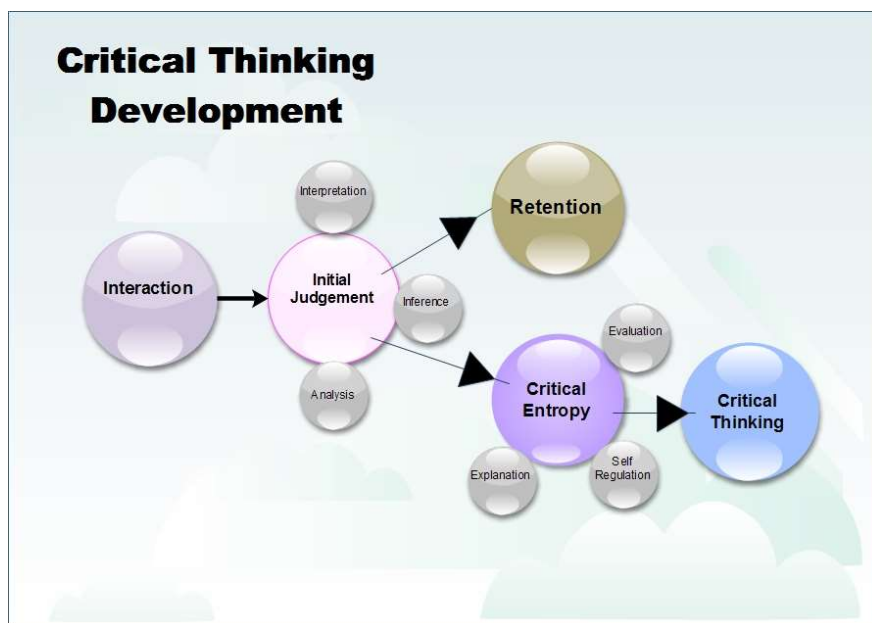 Critical Thinking
Development
Interpretation
Retention
Interaction
Initial
Judgement
Inference
Analysis
Evaluation
Critical
Entropy
Critical
Thinking
Explanation
Self
Regulation